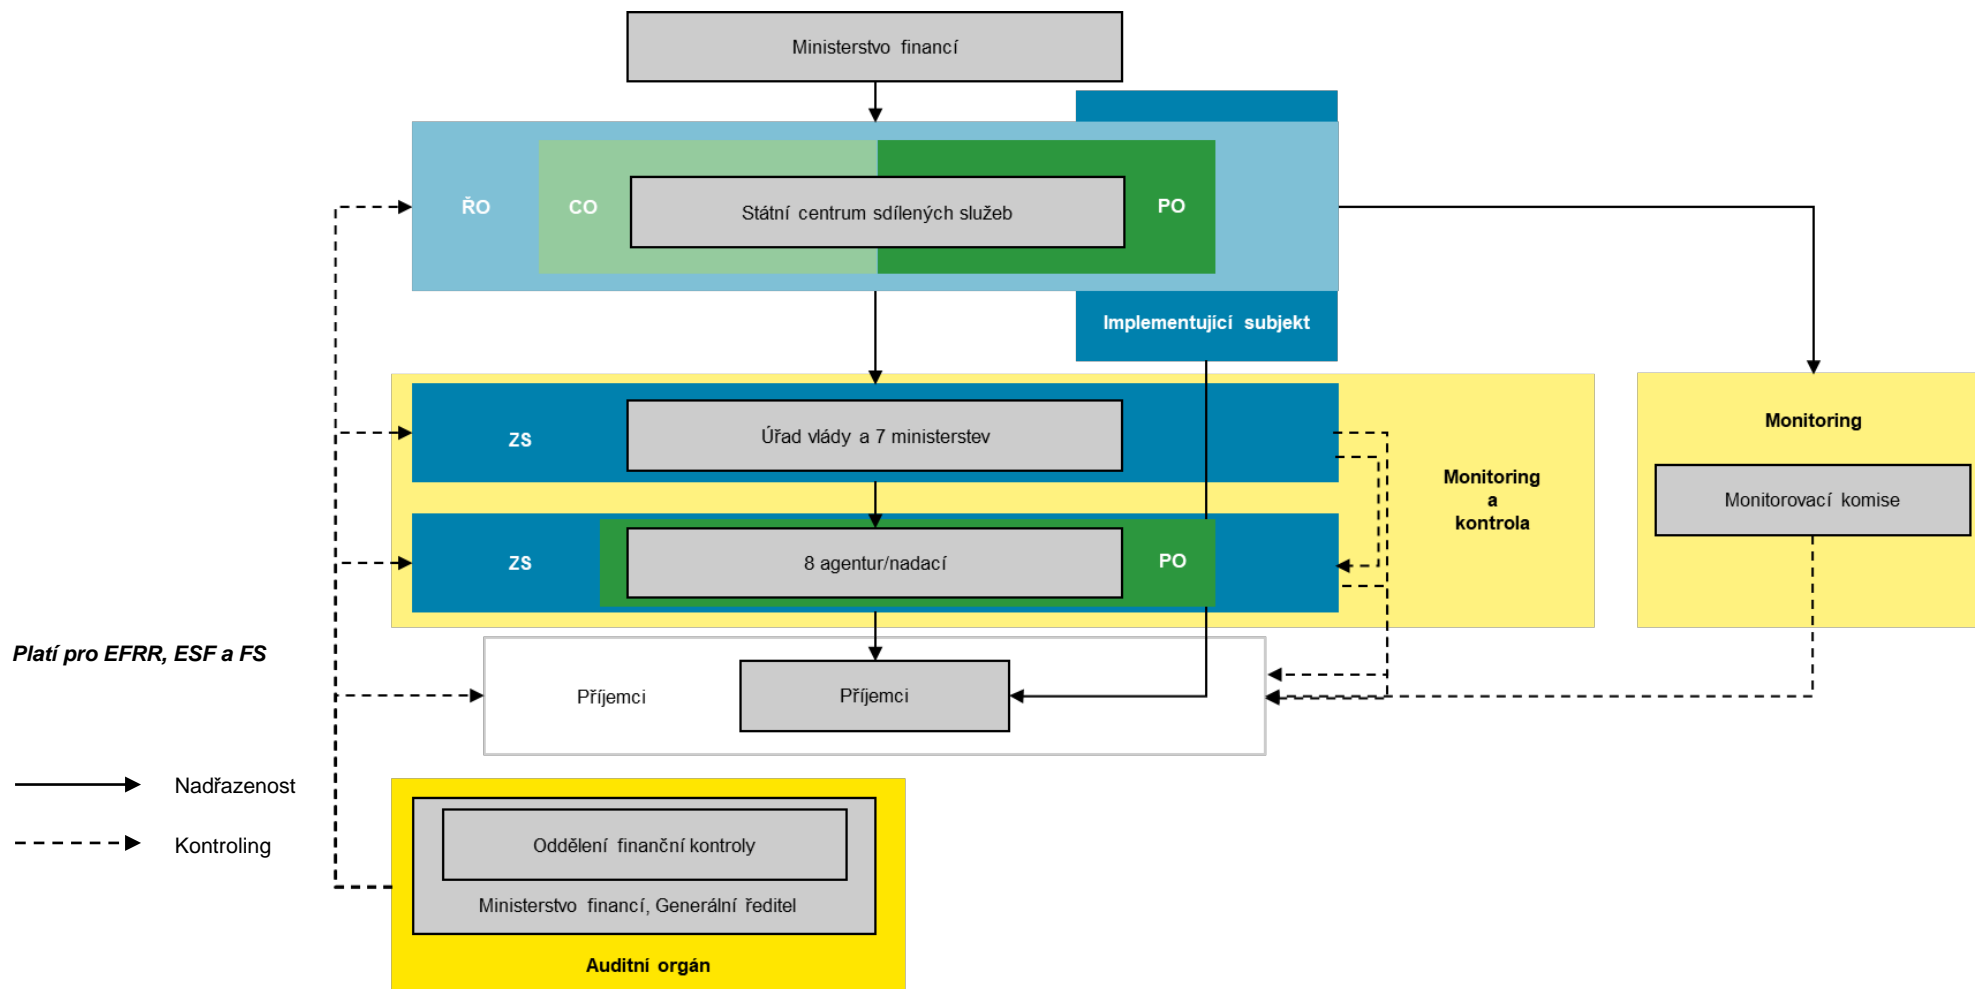 Ministerstvo financí
ŘO
CO
Státní centrum sdílených služeb
PO
Implementující subjekt
ZS
Úřad vlády a 7 ministerstev
Monitoring
a
kontrola
Monitoring
Monitorovací komise
ZS
8 agentur/nadací
PO
Platí pro EFRR, ESF a FS
Příjemci
Příjemci
Nadřazenost
Kontroling
Oddělení finanční kontroly
Ministerstvo financí, Generální ředitel
Auditní orgán